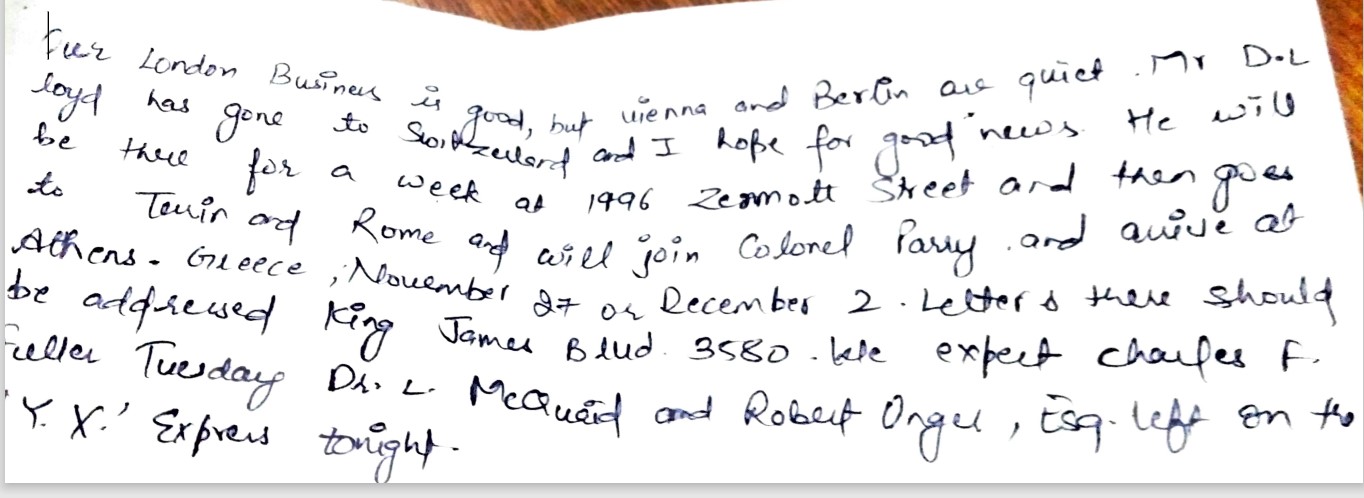 Our London Business is good, but vienna and Berlin are quiet. Mr D.L
loyd has gone to Switzerland and I hope for good news. He will
be there for a week at 1996 Zermott Street and then goes
to Turin and Rome and will join Colonel Parry and arrive at
Athens. Greece, November 27 or December 2. Letters there should
be addressed King James Blvd. 3580. We expect Charles F.
Fuller Tuesday Dr. L. McQuaid and Robert Unger, Esq. left on the
'Y. X.' Express tonight.